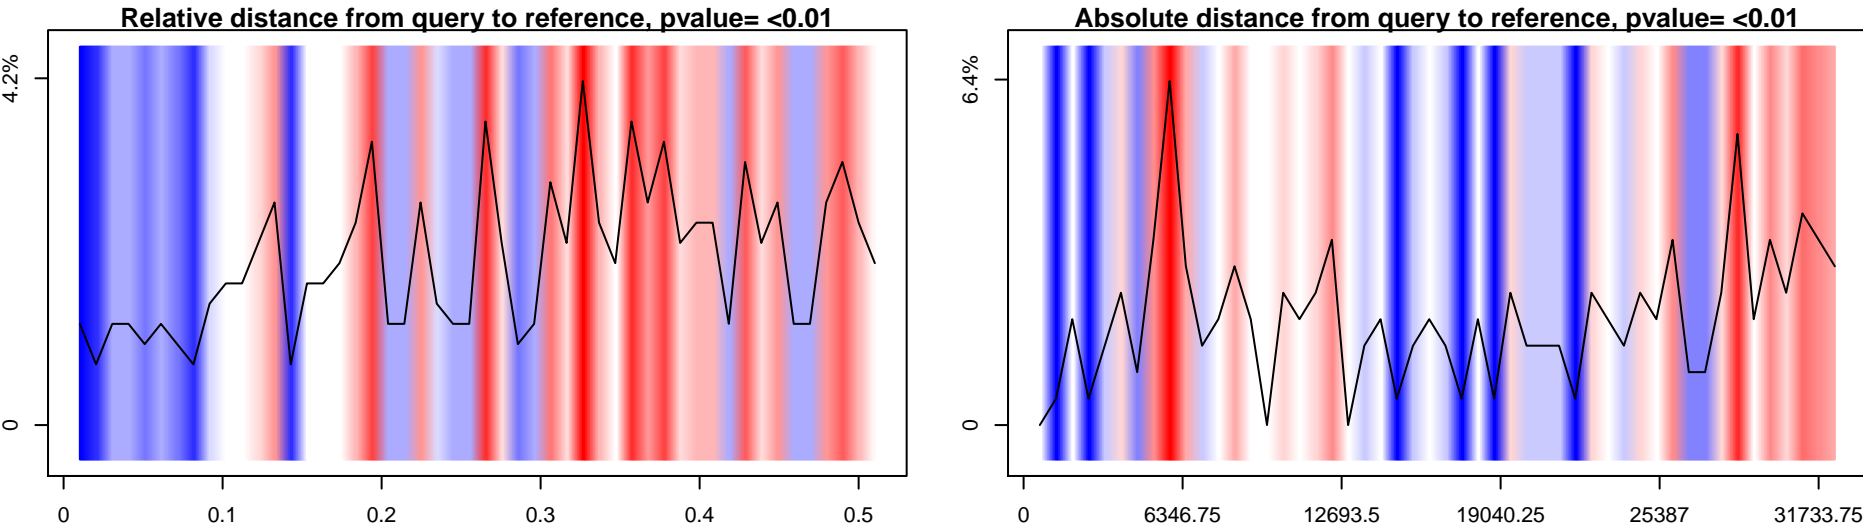 Relative distance from query to reference, pvalue= <0.01
4.2%
0
0 0.1 0.2 0.3 0.4 0.5
Absolute distance from query to reference, pvalue= <0.01
6.4%
0
0 6346.75 12693.5 19040.25 25387 31733.75